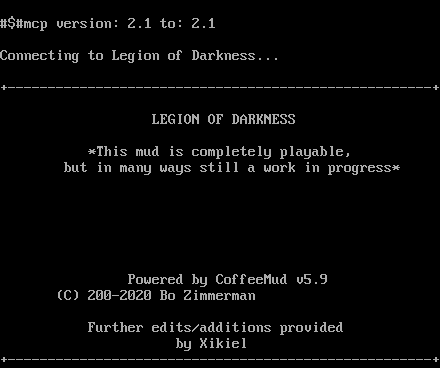 #$#mcp version: 2.1 to: 2.1
Connecting to Legion of Darkness...
LEGION OF DARKNESS
*This mud is completely playable,
but in many ways still a work in progress*
Powered by CoffeeMud v5.9
(C) 200-2020 Bo Zimmerman
Further edits/additions provided
by Xikiel